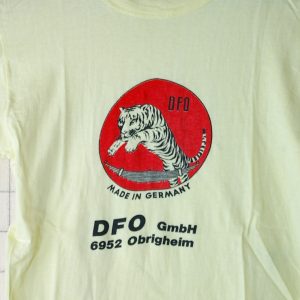 DFO
MADE IN GERMANY
DFO GmbH
6952 Obrigheim